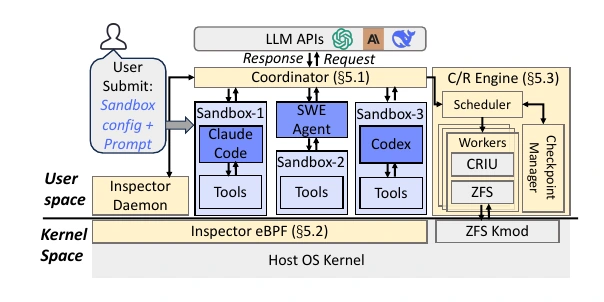 LLM APIs
Response
Request
User
Submit:
Sandbox
config +
Prompt
Coordinator (§5.1)
C/R Engine (§5.3)
Sandbox-1
Claude
Code
Tools
SWE
Agent
Sandbox-2
Tools
Sandbox-3
Codex
Tools
Scheduler
Workers
CRIU
ZFS
Checkpoint
Manager
User
space
Inspector
Daemon
Kernel
Space
Inspector eBPF (§5.2)
ZFS Kmod
Host OS Kernel